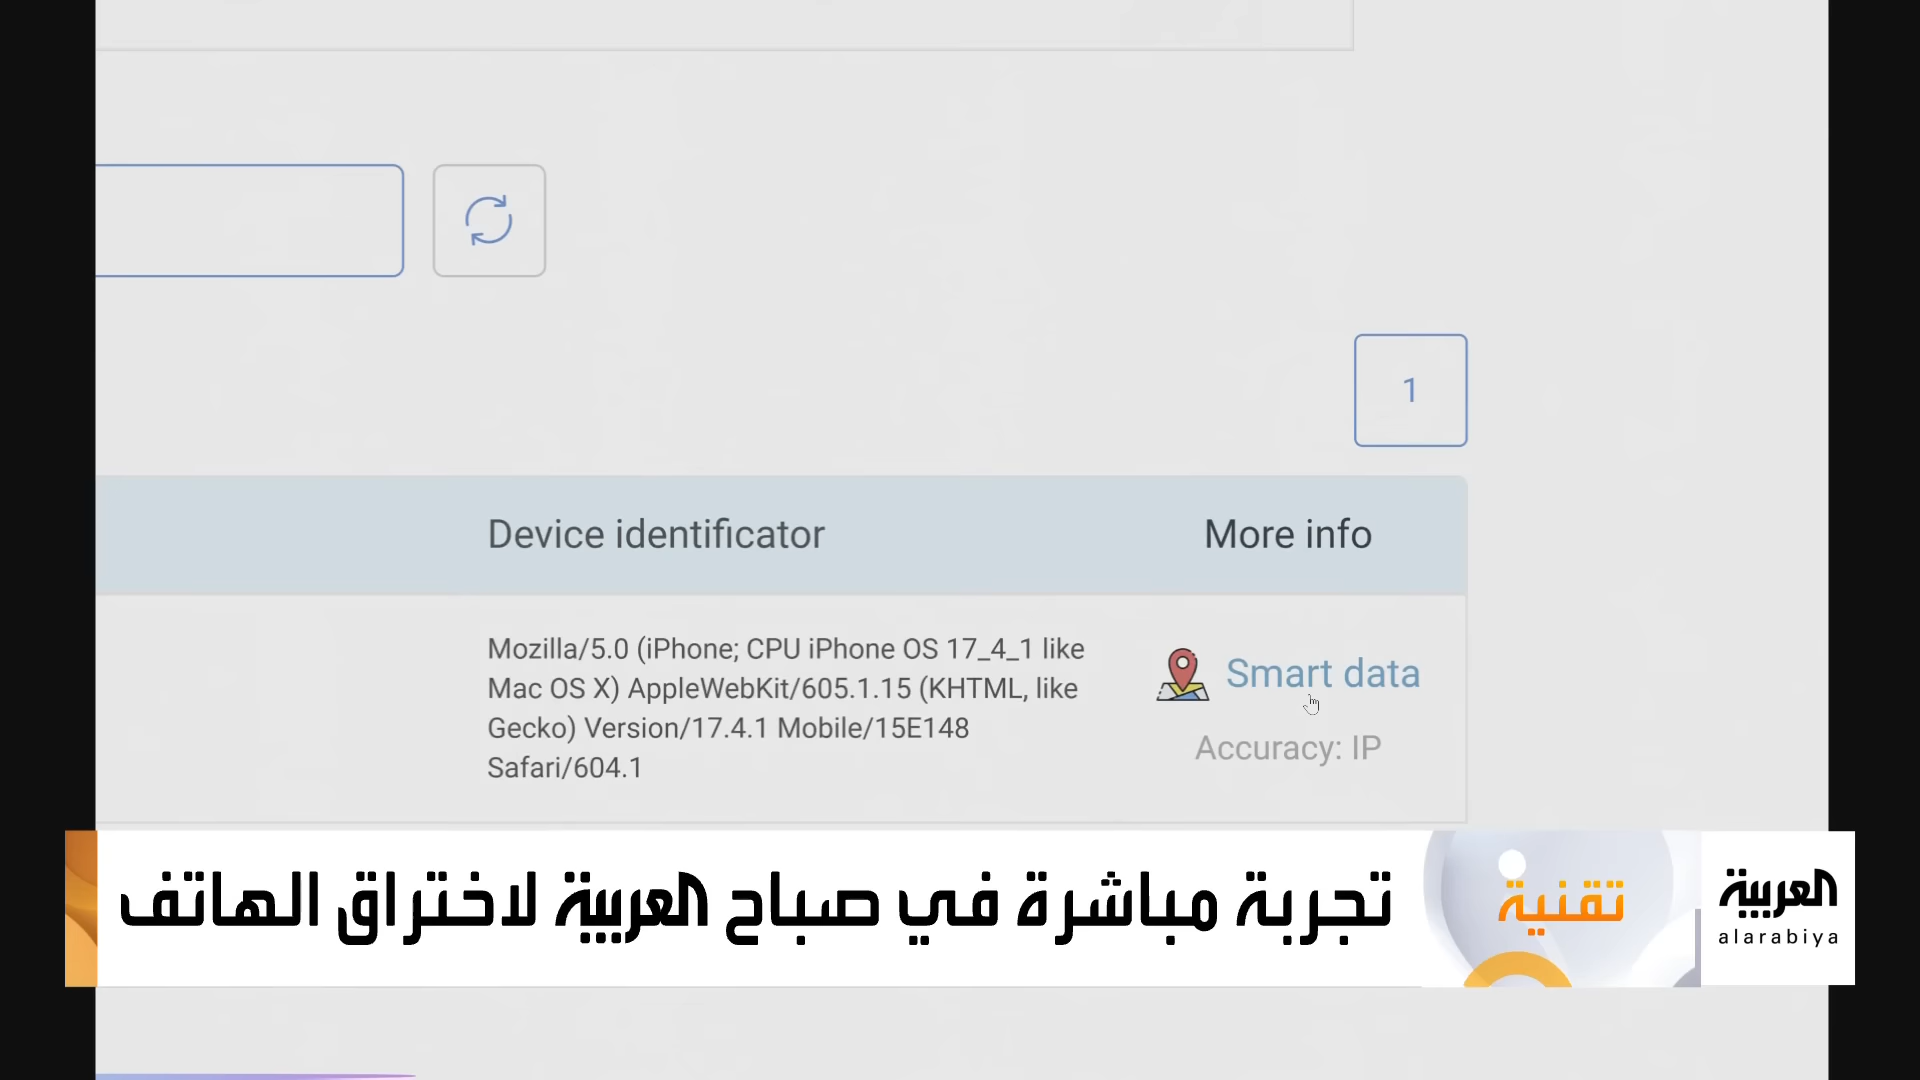 1
Device identificator
More info
Mozilla/5.0 (iPhone; CPU iPhone OS 17_4_1 like
Mac OS X) AppleWebKit/605.1.15 (KHTML, like
Gecko) Version/17.4.1 Mobile/15E148
Safari/604.1
Smart data
Accuracy: IP
تجربة مباشرة في صباح العربية لاختراق الهاتف
تقنية
العربية
alarabiya